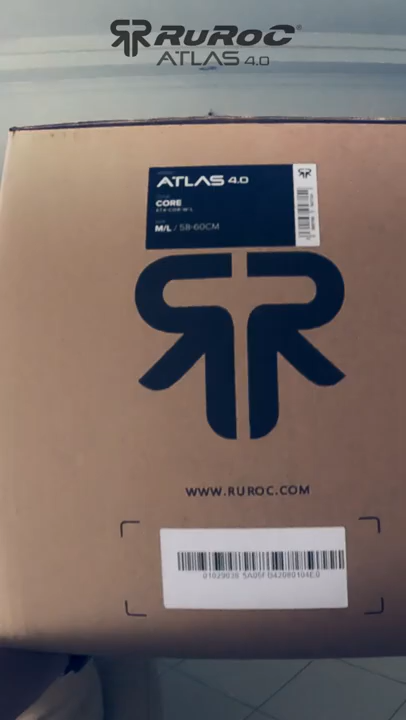 RUROC®
ATLAS 4.0
ATLAS 4.0
CORE
M/L / 58-60CM
WWW.RUROC.COM